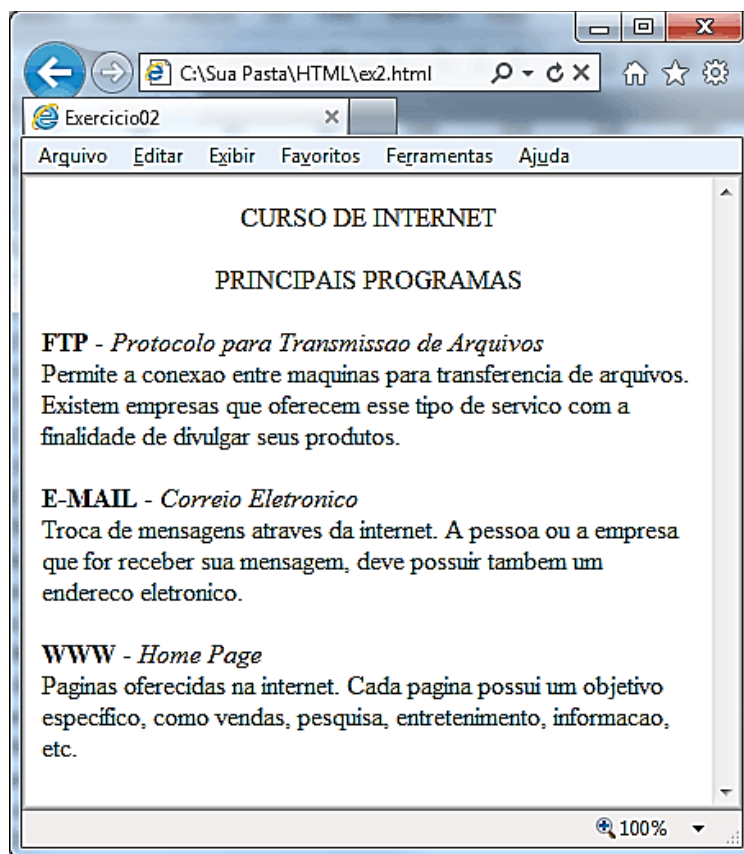 C:\Sua Pasta\HTML\ex2.html
Exercicio02
Arquivo Editar Exibir Favoritos Ferramentas Ajuda
CURSO DE INTERNET
PRINCIPAIS PROGRAMAS
FTP - Protocolo para Transmissao de Arquivos
Permite a conexao entre maquinas para transferencia de arquivos.
Existem empresas que oferecem esse tipo de servico com a
finalidade de divulgar seus produtos.
E-MAIL - Correio Eletronico
Troca de mensagens atraves da internet. A pessoa ou a empresa
que for receber sua mensagem, deve possuir tambem um
endereco eletronico.
WWW - Home Page
Paginas oferecidas na internet. Cada pagina possui um objetivo
específico, como vendas, pesquisa, entretenimento, informacao,
etc.
100%